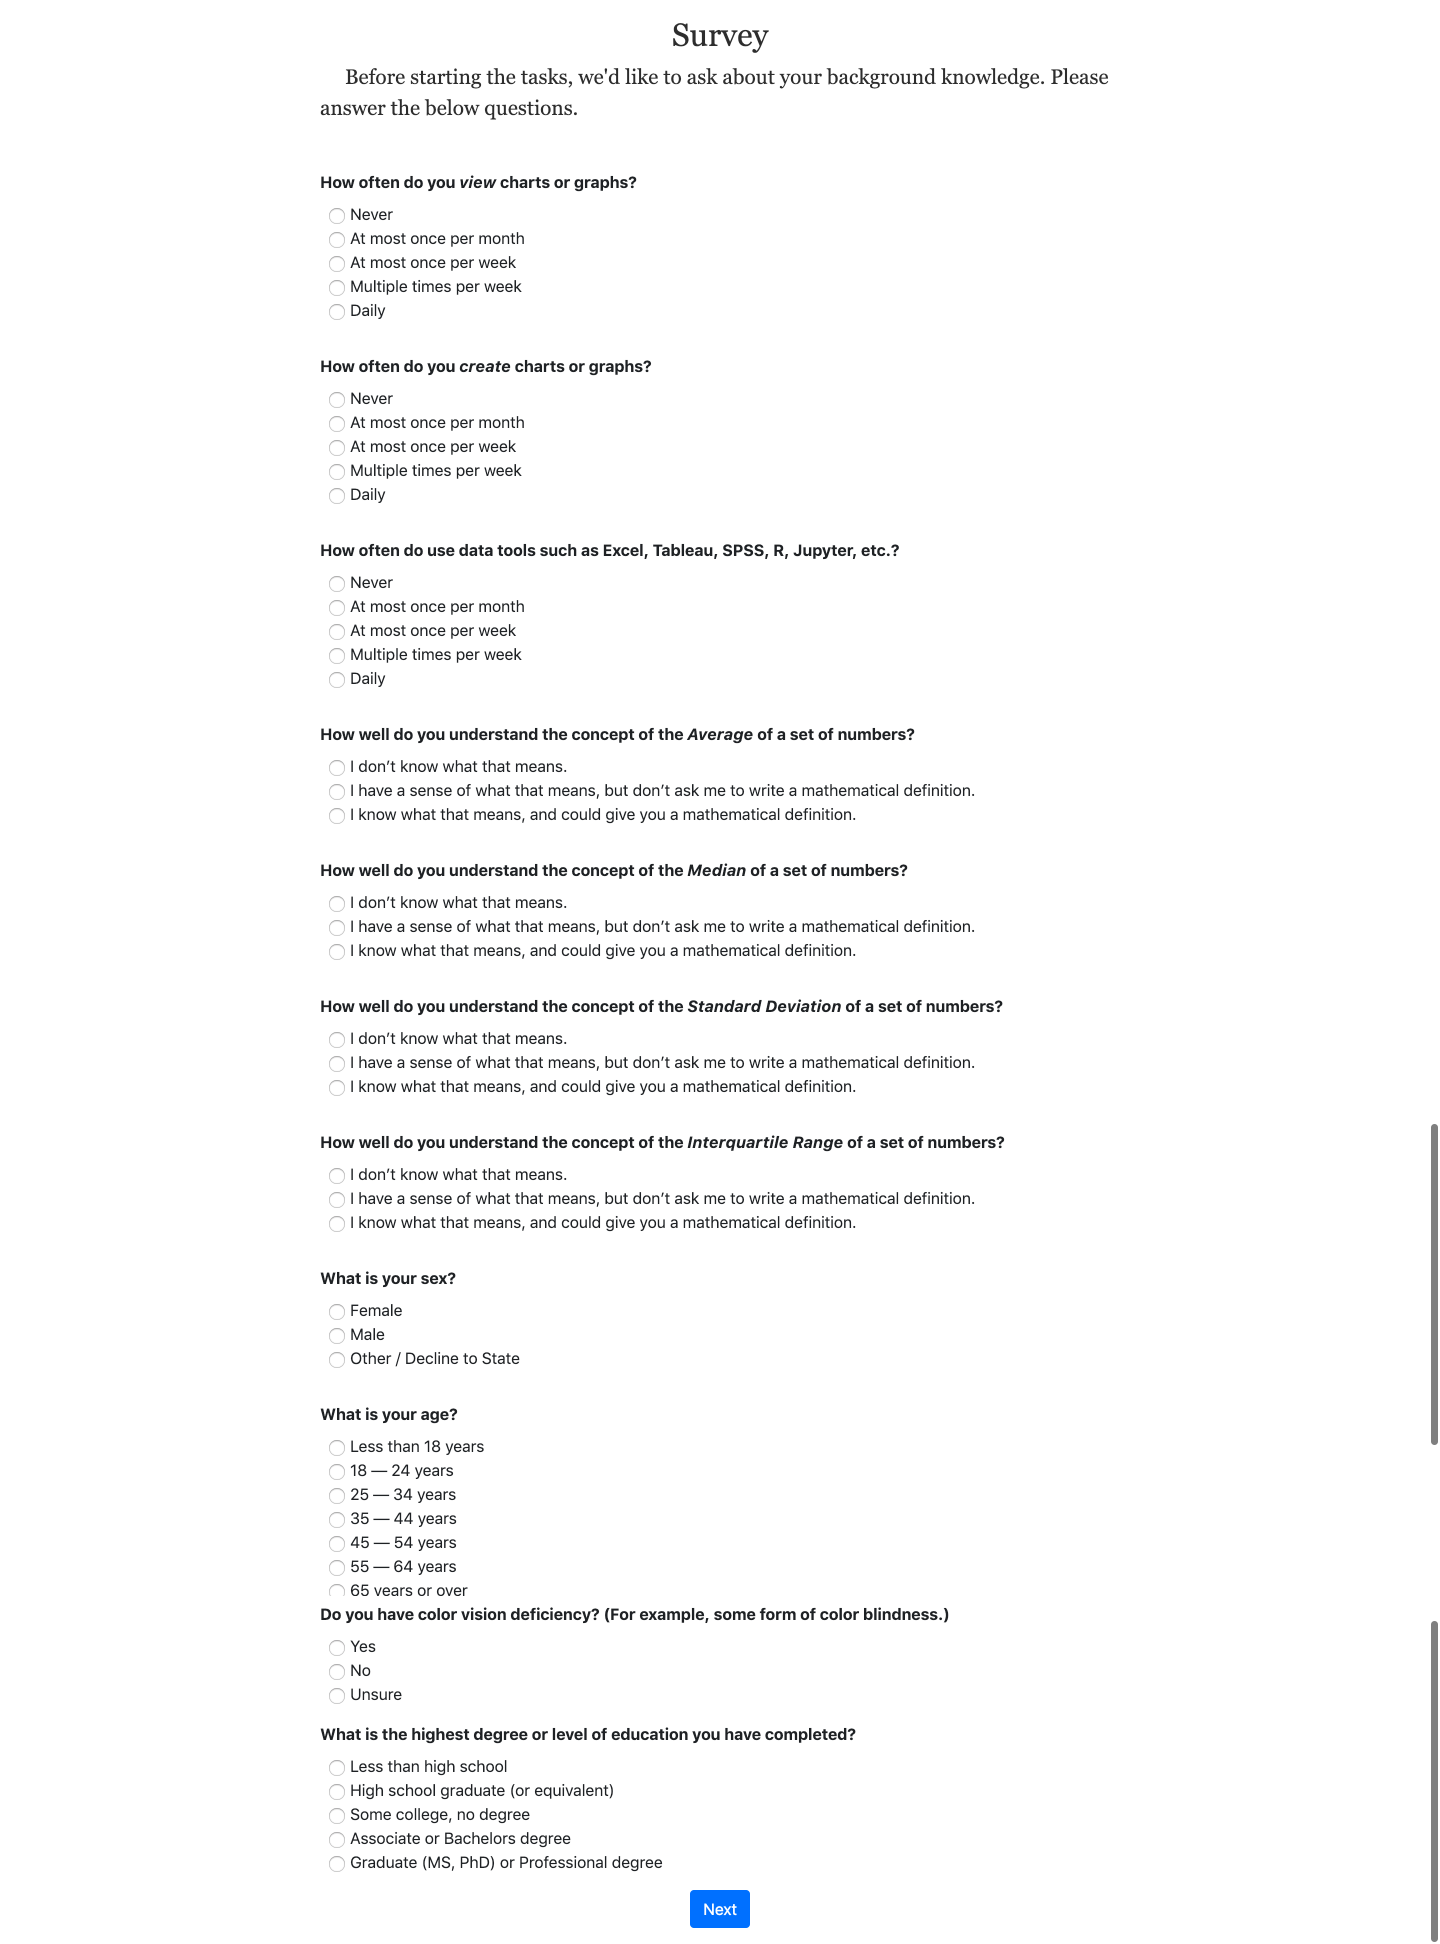 Survey
Before starting the tasks, we'd like to ask about your background knowledge. Please
answer the below questions.
How often do you view charts or graphs?
Never
At most once per month
At most once per week
Multiple times per week
Daily
How often do you create charts or graphs?
Never
At most once per month
At most once per week
Multiple times per week
Daily
How often do use data tools such as Excel, Tableau, SPSS, R, Jupyter, etc.?
Never
At most once per month
At most once per week
Multiple times per week
Daily
How well do you understand the concept of the Average of a set of numbers?
I don’t know what that means.
I have a sense of what that means, but don’t ask me to write a mathematical definition.
I know what that means, and could give you a mathematical definition.
How well do you understand the concept of the Median of a set of numbers?
I don’t know what that means.
I have a sense of what that means, but don’t ask me to write a mathematical definition.
I know what that means, and could give you a mathematical definition.
How well do you understand the concept of the Standard Deviation of a set of numbers?
I don’t know what that means.
I have a sense of what that means, but don’t ask me to write a mathematical definition.
I know what that means, and could give you a mathematical definition.
How well do you understand the concept of the Interquartile Range of a set of numbers?
I don’t know what that means.
I have a sense of what that means, but don’t ask me to write a mathematical definition.
I know what that means, and could give you a mathematical definition.
What is your sex?
Female
Male
Other / Decline to State
What is your age?
Less than 18 years
18 — 24 years
25 — 34 years
35 — 44 years
45 — 54 years
55 — 64 years
65 years or over
Do you have color vision deficiency? (For example, some form of color blindness.)
Yes
No
Unsure
What is the highest degree or level of education you have completed?
Less than high school
High school graduate (or equivalent)
Some college, no degree
Associate or Bachelors degree
Graduate (MS, PhD) or Professional degree
Next